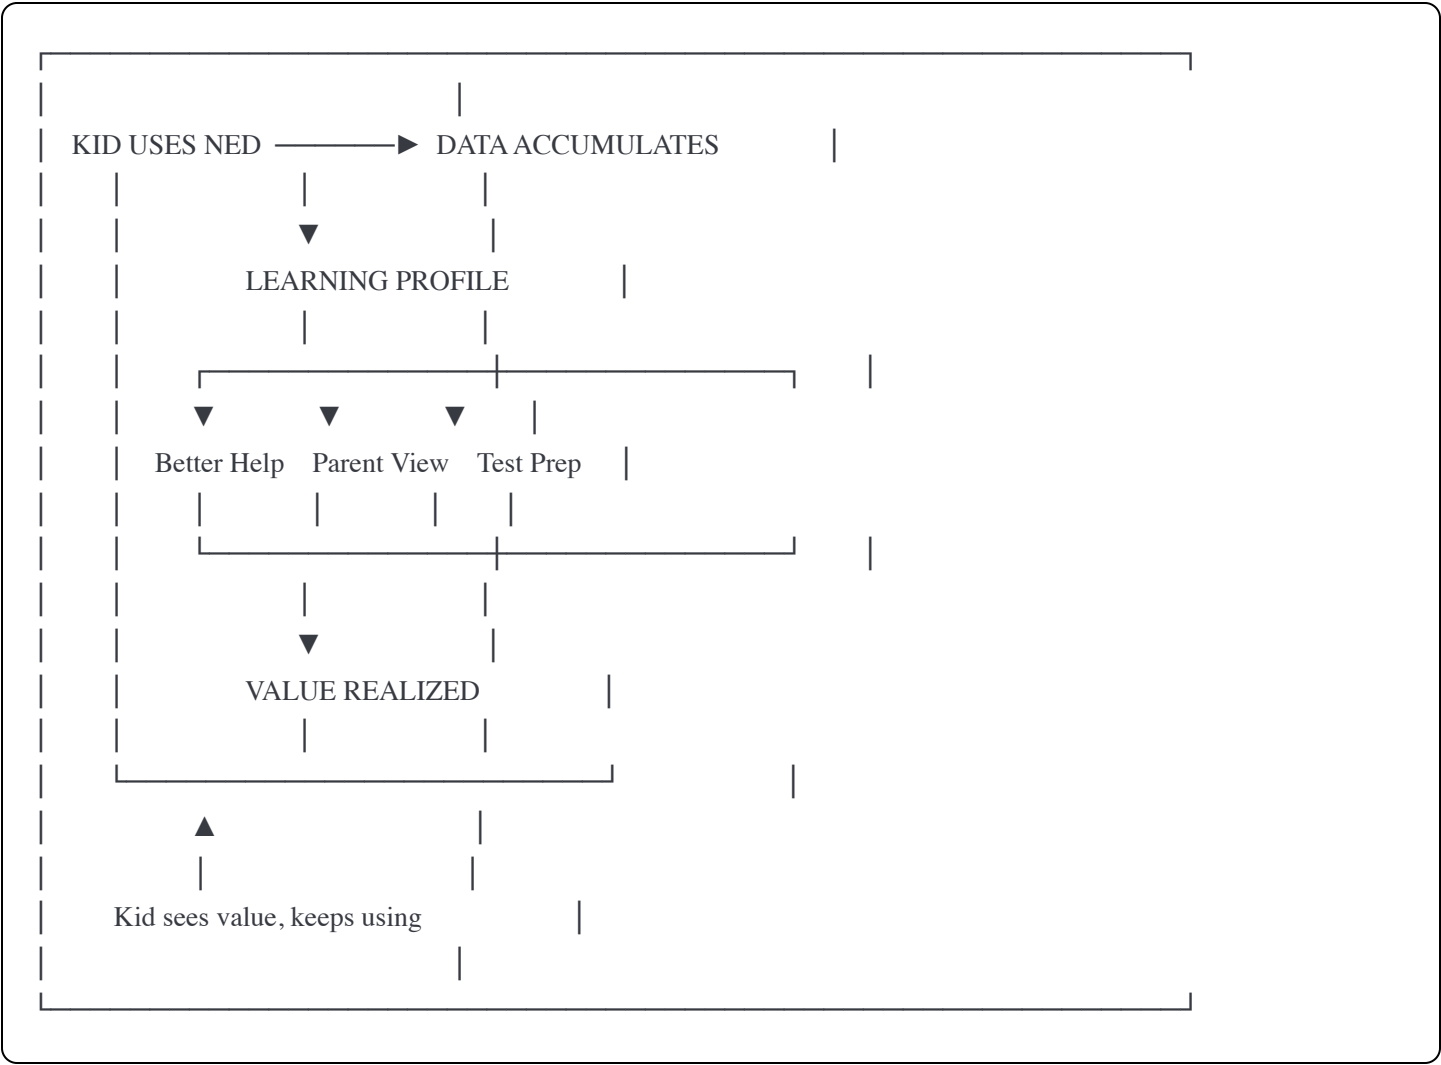 KID USES NED ───────► DATA ACCUMULATES
▼
LEARNING PROFILE
▼ ▼ ▼
Better Help Parent View Test Prep
▼
VALUE REALIZED
▲
Kid sees value, keeps using